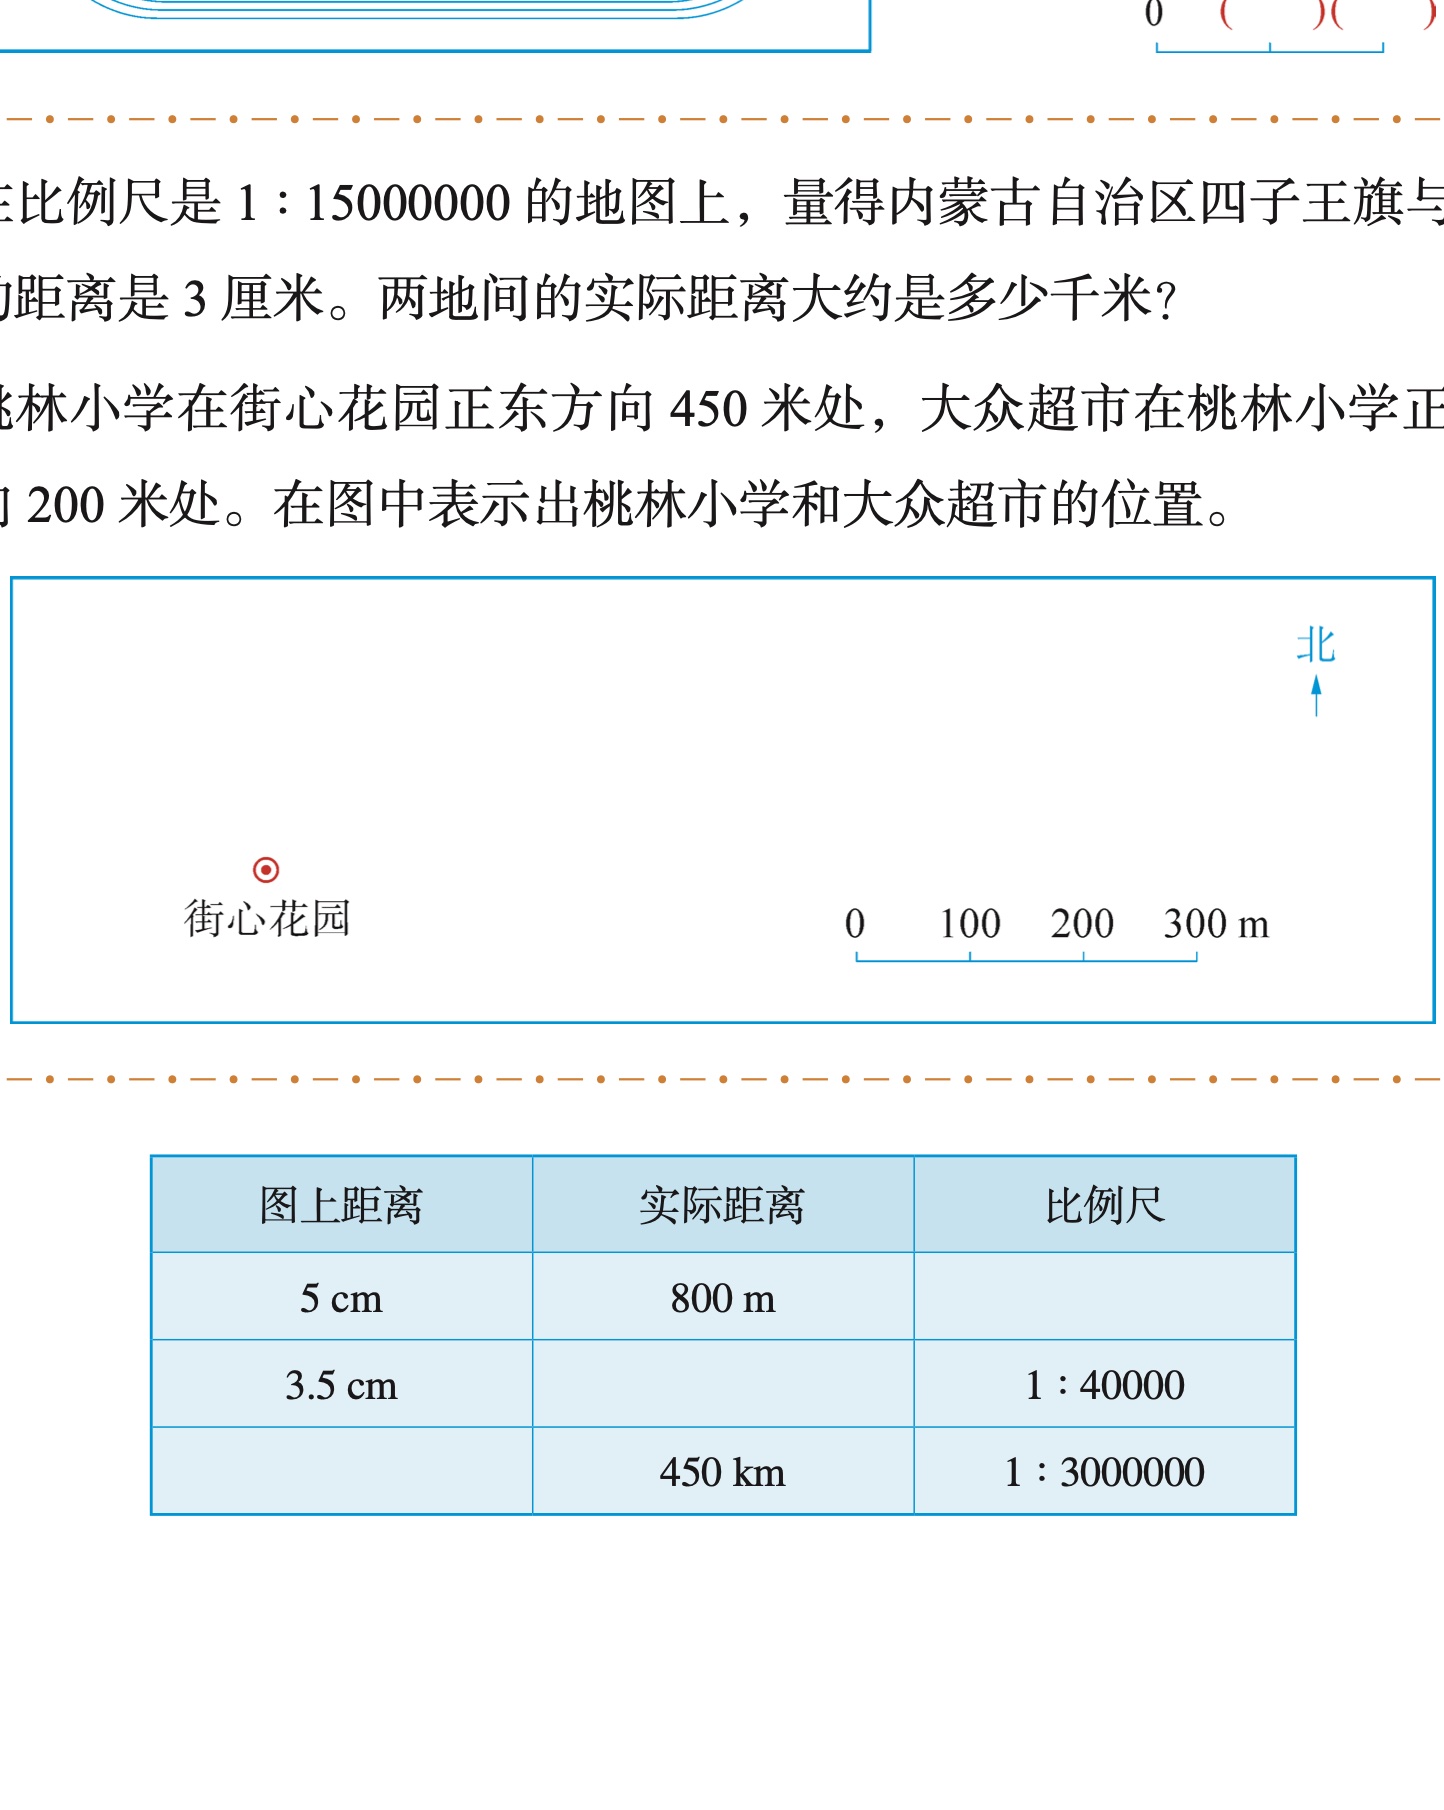 0 ( )( )
比例尺是 1∶15000000 的地图上，量得内蒙古自治区四子王旗与
距离是 3 厘米。两地间的实际距离大约是多少千米？
林小学在街心花园正东方向 450 米处，大众超市在桃林小学正
200 米处。在图中表示出桃林小学和大众超市的位置。
北
街心花园
0 100 200 300 m
图上距离 实际距离 比例尺
5 cm 800 m
3.5 cm 1∶40000
450 km 1∶3000000